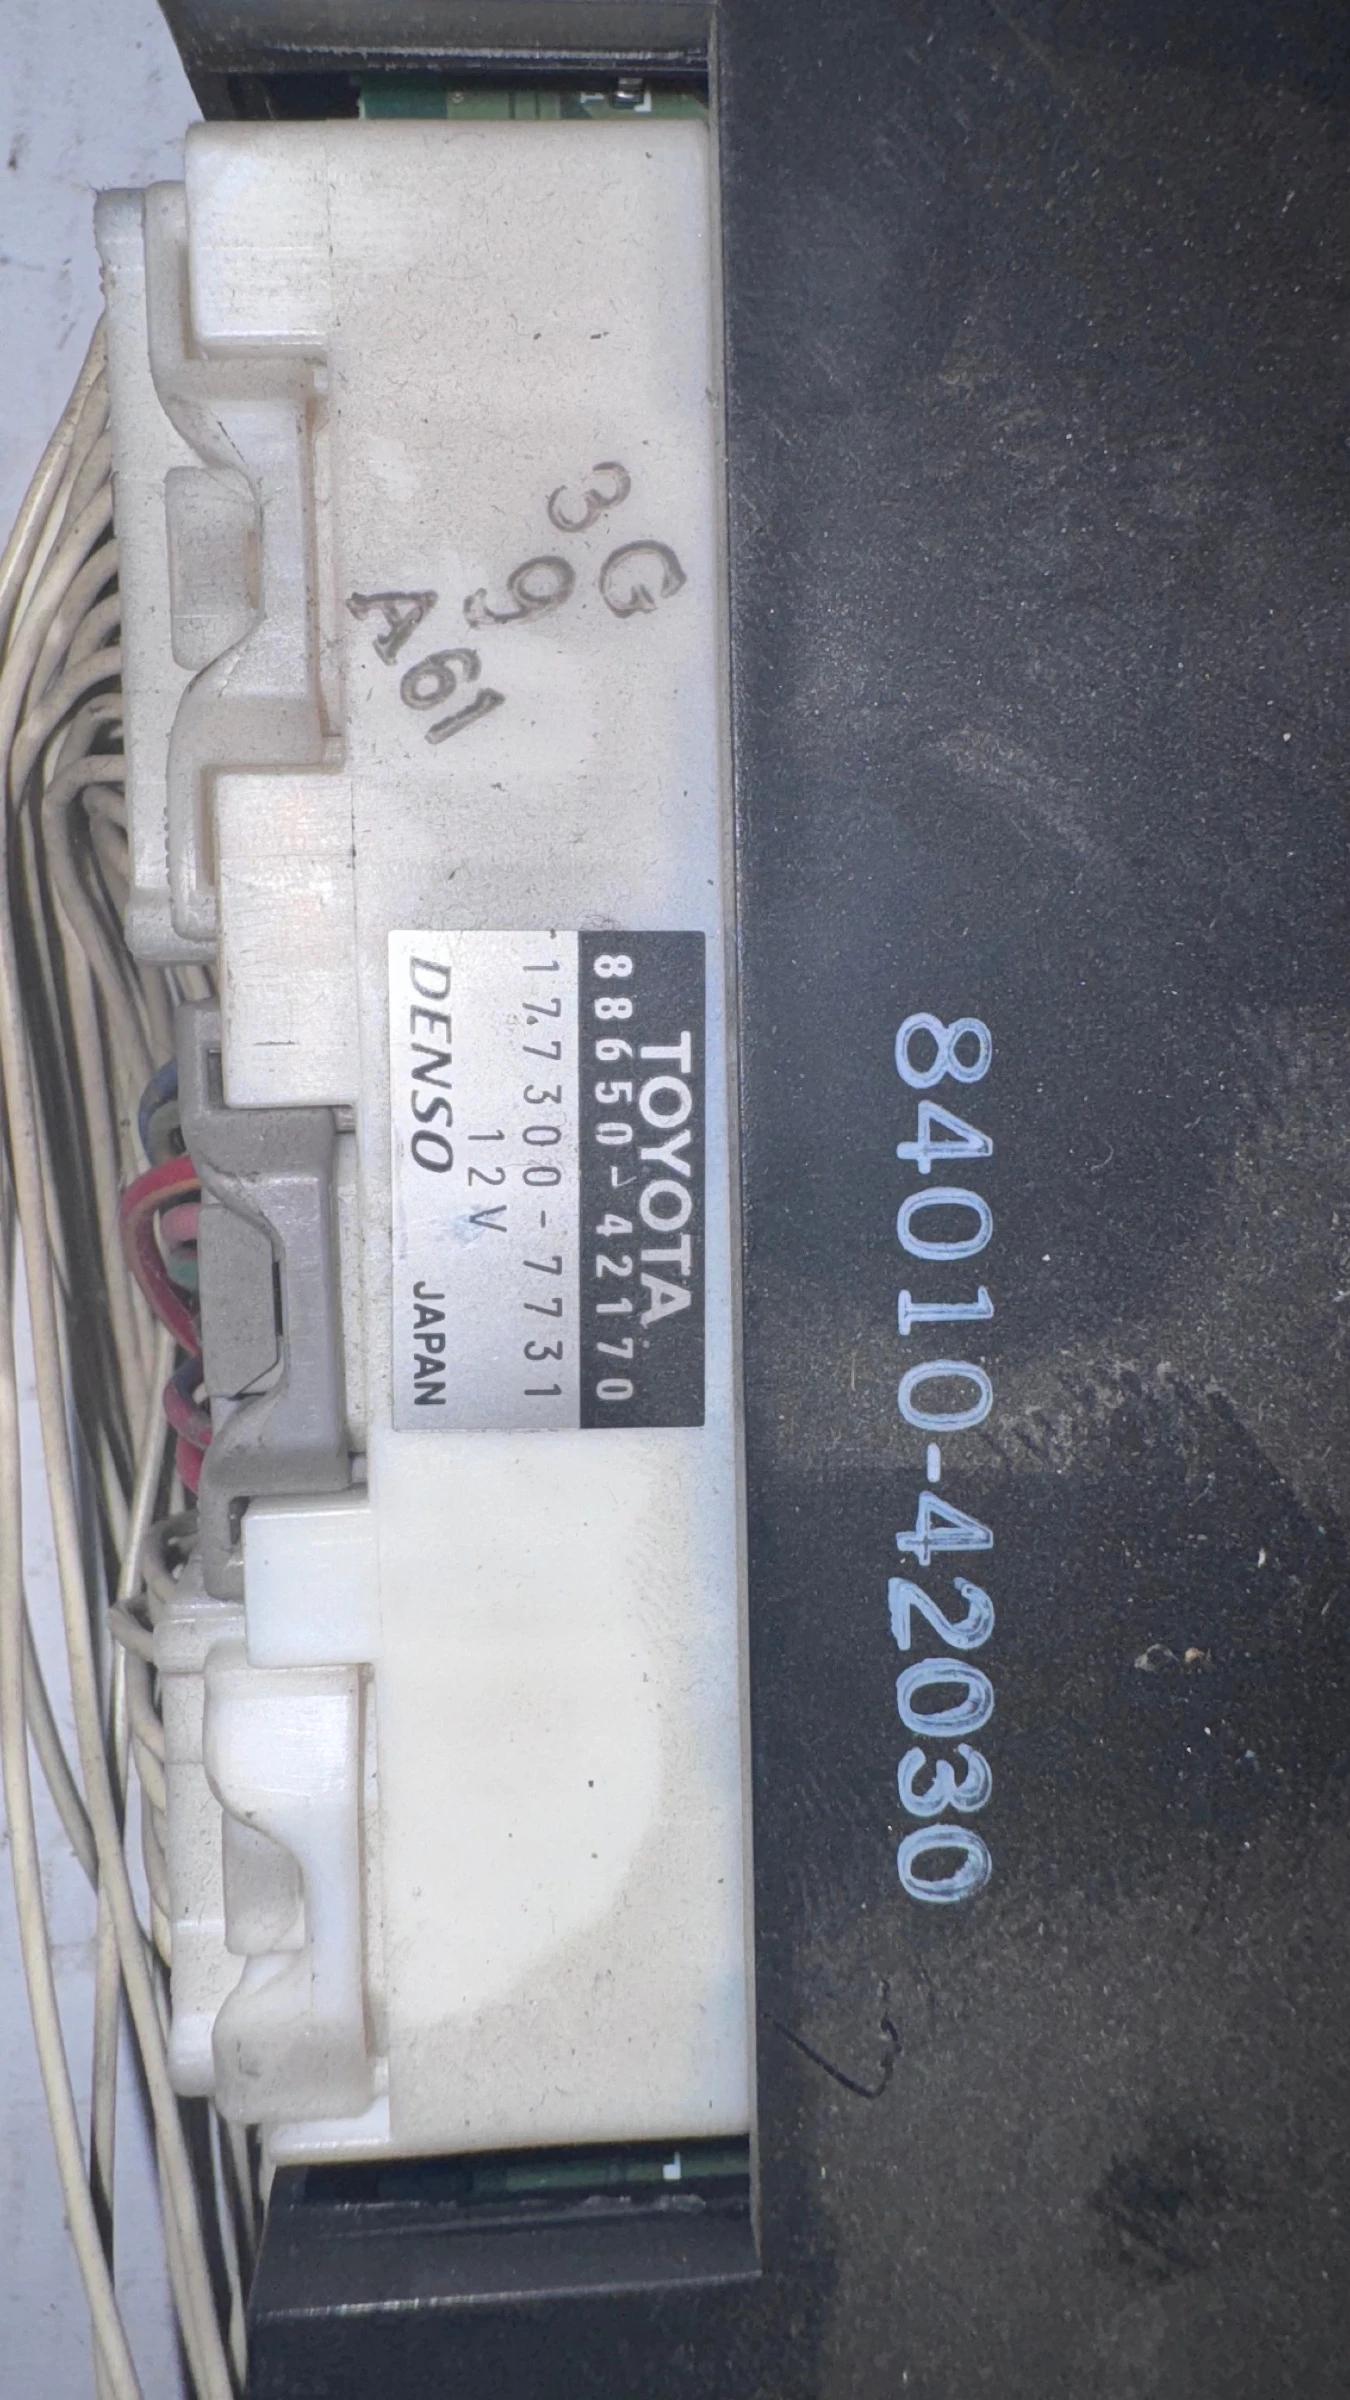 84010-42030
TOYOTA
88650-42170
177300-7731
12V
DENSO JAPAN
3G
9
A61